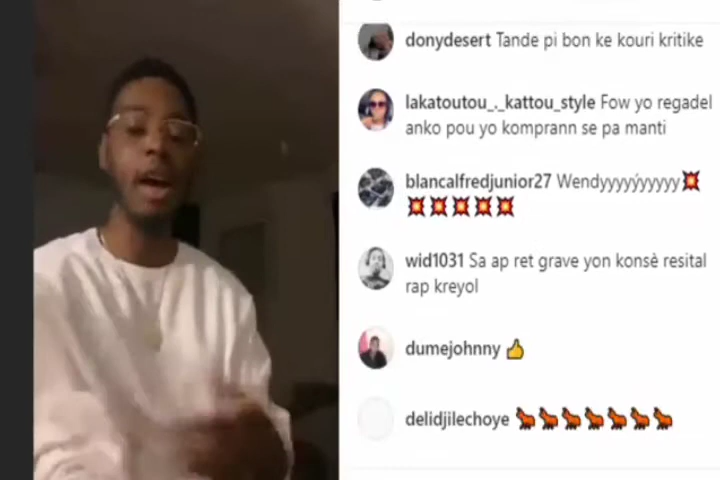 donydesert Tande pi bon ke kouri kritike
lakatoutou_._kattou_style Fow yo regadel
anko pou yo komprann se pa manti
blancalfredjunior27 Wendyyyyyýyyyyy💥
💥💥💥💥💥
wid1031 Sa ap ret grave yon konsè resital
rap kreyol
dumejohnny 👍
delidjilechoye 🐂🐂🐂🐂🐂🐂🐂